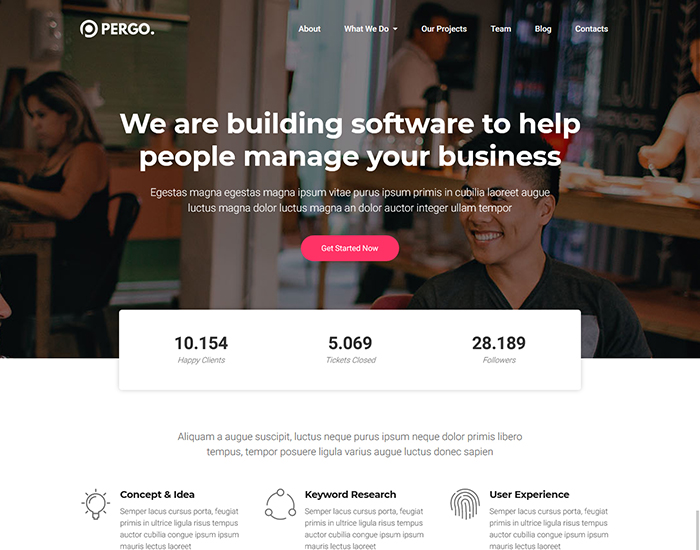 PERGO.
About What We Do Our Projects Team Blog Contacts
We are building software to help
people manage your business
Egestas magna egestas magna ipsum vitae purus ipsum primis in cubilia laoreet augue
luctus magna dolor luctus magna an dolor auctor integer ullam tempor
Get Started Now
10.154 5.069 28.189
Happy Clients Tickets Closed Followers
Aliquam a augue suscipit, luctus neque purus ipsum neque dolor primis libero
tempus, tempor posuere ligula varius augue luctus donec sapien
Concept & Idea
Semper lacus cursus porta, feugiat
primis in ultrice ligula risus tempus
auctor cubilia congue ipsum ipsum
mauris lectus laoreet
Keyword Research
Semper lacus cursus porta, feugiat
primis in ultrice ligula risus tempus
auctor cubilia congue ipsum ipsum
mauris lectus laoreet
User Experience
Semper lacus cursus porta, feugiat
primis in ultrice ligula risus tempus
auctor cubilia congue ipsum ipsum
mauris lectus laoreet